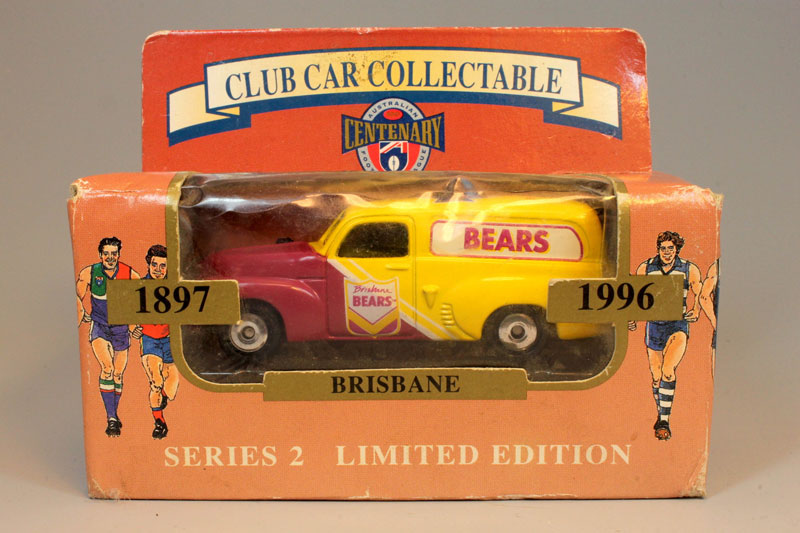 CLUB CAR COLLECTABLE
AUSTRALIAN
CENTENARY
BEARS
1897
Brisbane
BEARS
1996
BRISBANE
SERIES 2 LIMITED EDITION